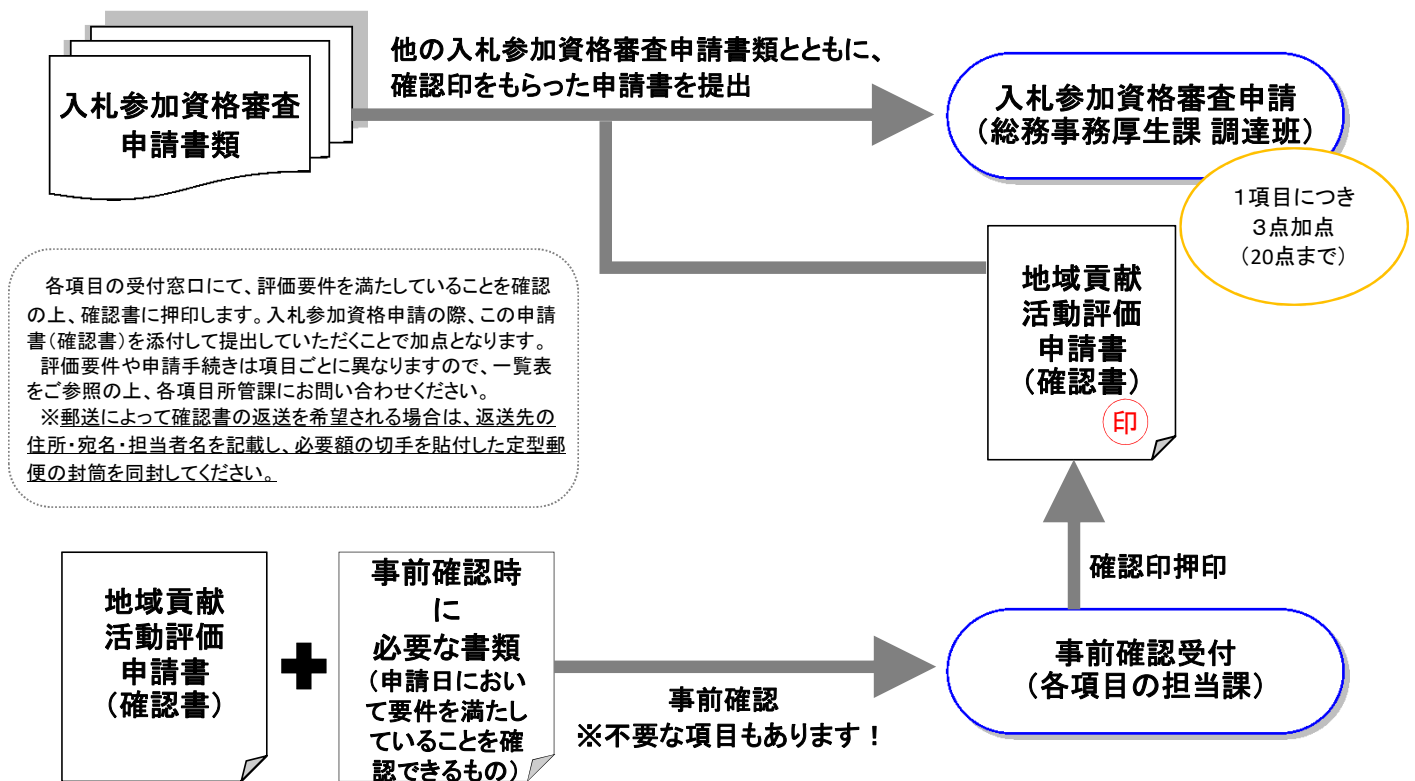 入札参加資格審査
申請書類
他の入札参加資格審査申請書類とともに、
確認印をもらった申請書を提出
入札参加資格審査申請
（総務事務厚生課 調達班）
1項目につき
3点加点
（20点まで）
各項目の受付窓口にて、評価要件を満たしていることを確認
の上、確認書に押印します。入札参加資格申請の際、この申請
書（確認書）を添付して提出していただくことで加点となります。
評価要件や申請手続きは項目ごとに異なりますので、一覧表
をご参照の上、各項目所管課にお問い合わせください。
※郵送によって確認書の返送を希望される場合は、返送先の
住所・宛名・担当者名を記載し、必要額の切手を貼付した定型郵
便の封筒を同封してください。
地域貢献
活動評価
申請書
（確認書）
印
確認印押印
地域貢献
活動評価
申請書
（確認書）
事前確認時
に
必要な書類
（申請日におい
て要件を満たし
ていることを確
認できるもの）
事前確認
※不要な項目もあります！
事前確認受付
（各項目の担当課）